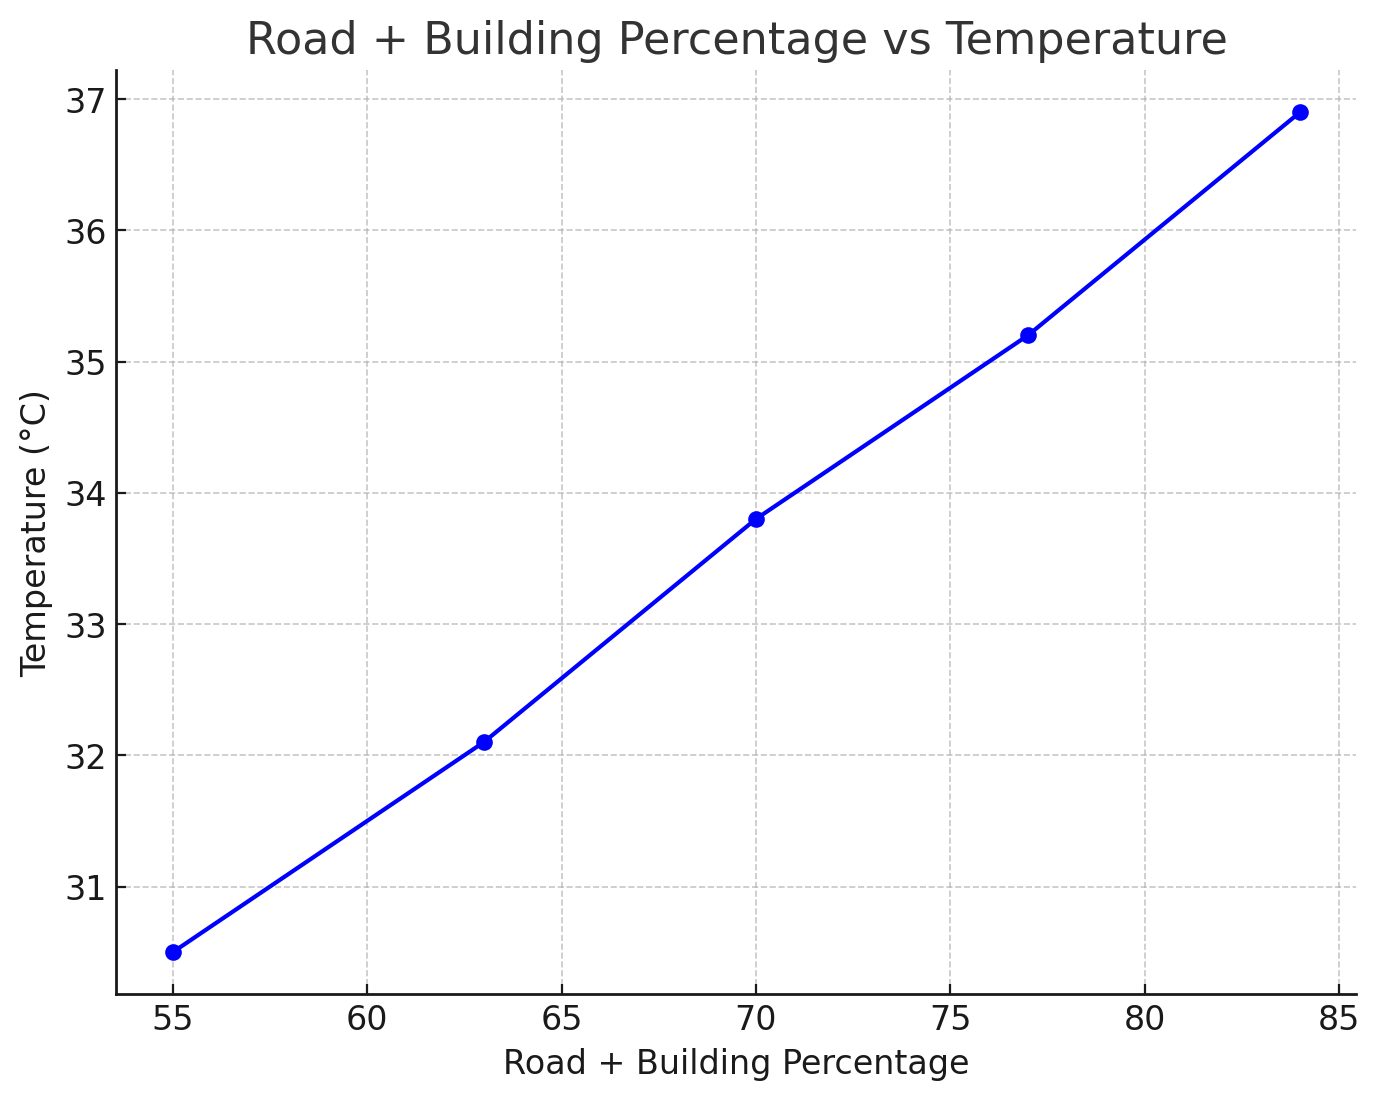 Road + Building Percentage vs Temperature
37
36
35
34
33
32
31
Temperature (°C)
55 60 65 70 75 80 85
Road + Building Percentage